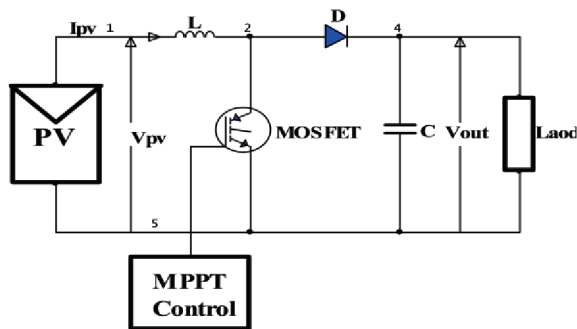 Ipv 1 L 2 D 4
PV Vpv MOSFET C Vout Laod
5
MPPT
Control